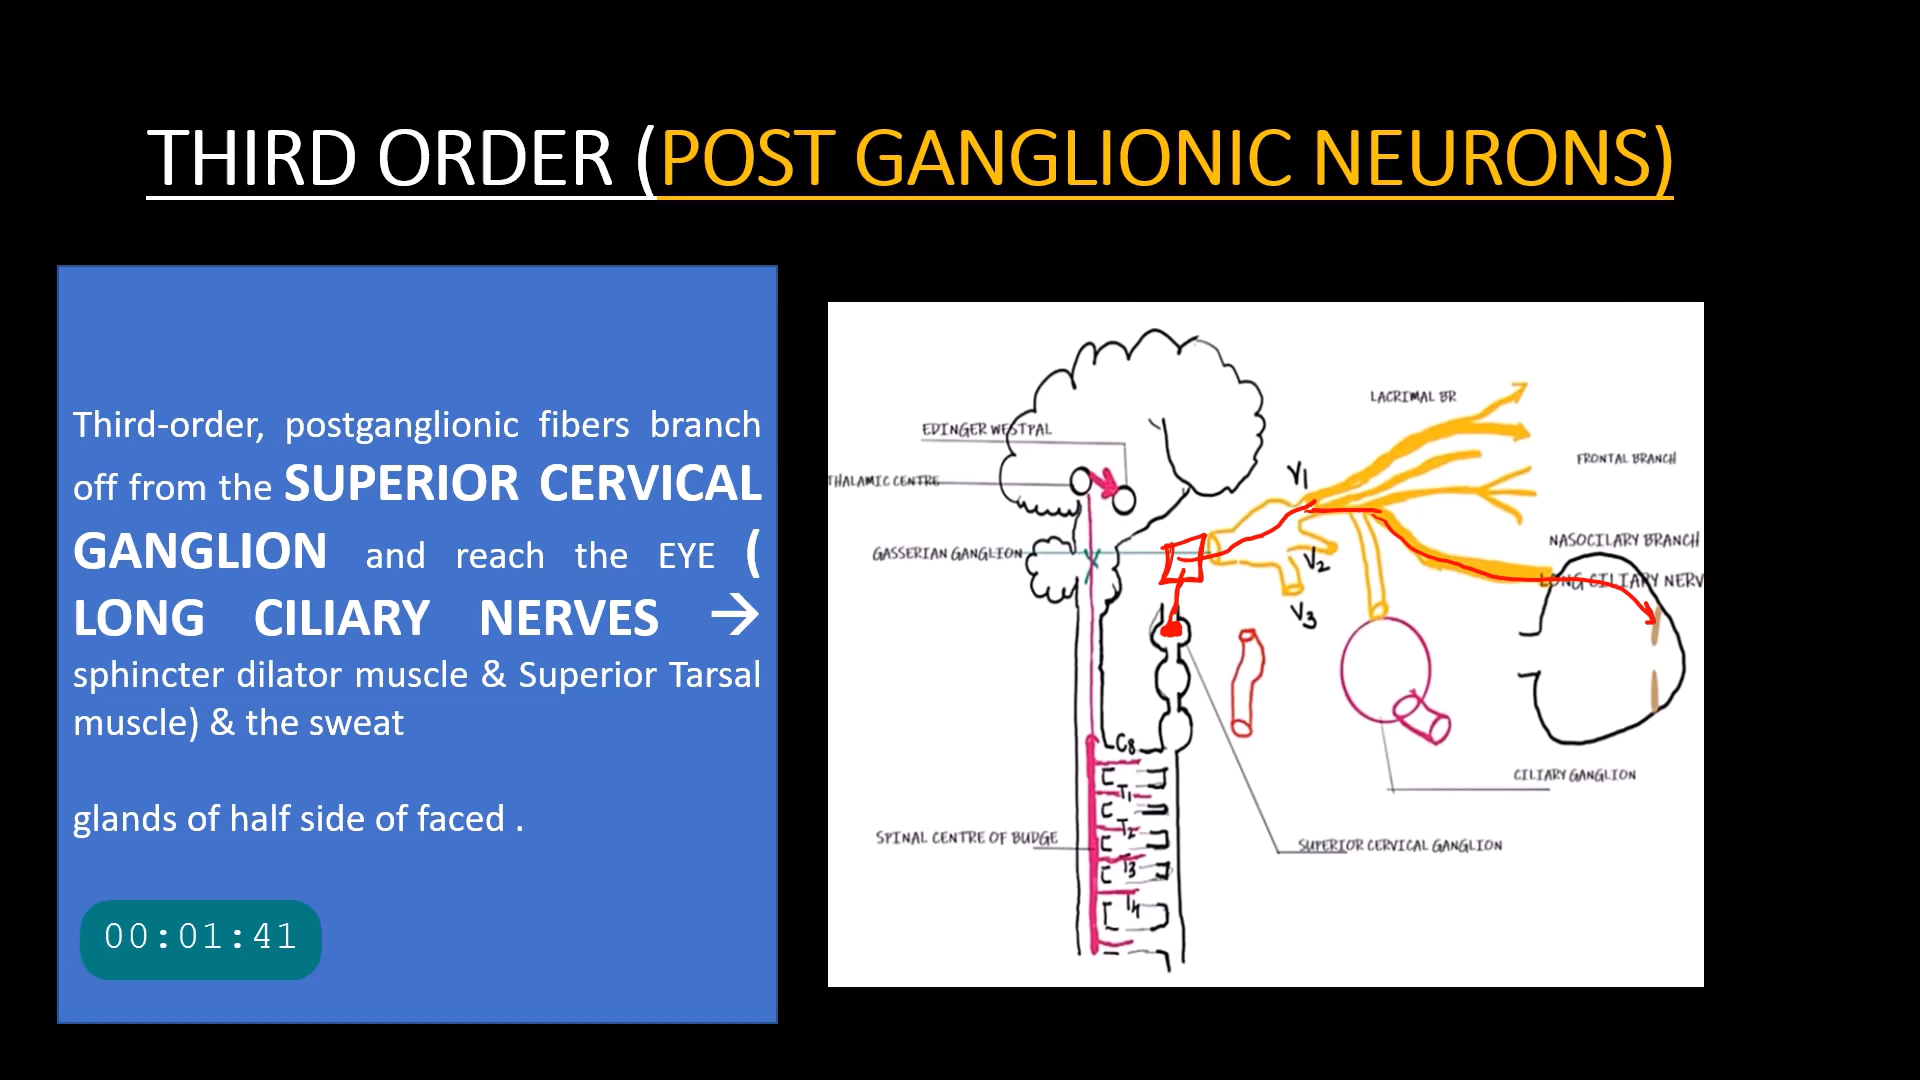 THIRD ORDER (POST GANGLIONIC NEURONS)
Third-order, postganglionic fibers branch
off from the SUPERIOR CERVICAL
GANGLION and reach the EYE (
LONG CILIARY NERVES →
sphincter dilator muscle & Superior Tarsal
muscle) & the sweat
glands of half side of faced .
00:01:41
LACRIMAL BR
EDINGER WESTPAL
FRONTAL BRANCH
V1
THALAMIC CENTRE
NASOCILARY BRANCH
GASSERIAN GANGLION
V2
LONG CILIARY NERV
V3
C8
CILIARY GANGLION
T1
T2
SPINAL CENTRE OF BUDGE
SUPERIOR CERVICAL GANGLION
T3
T4